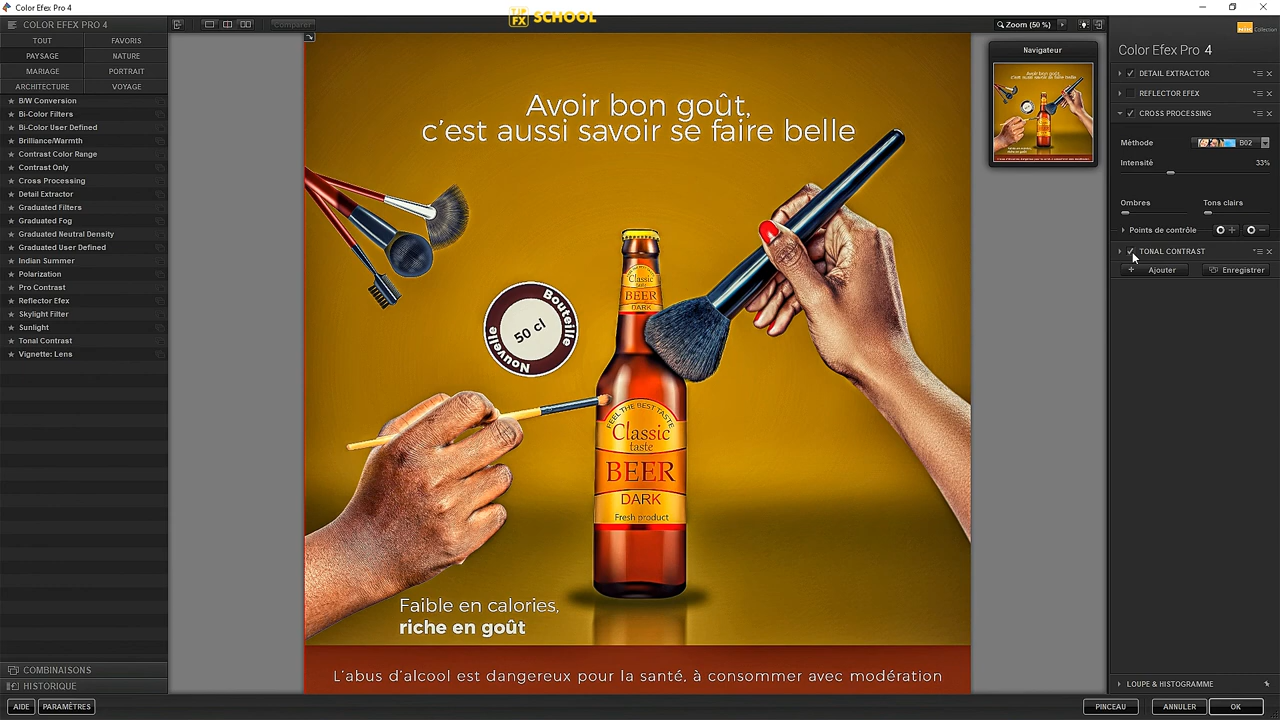 Color Efex Pro 4
COLOR EFEX PRO 4
Comparer
TIP FX SCHOOL
Zoom (50 %)
TOUT
FAVORIS
PAYSAGE
NATURE
MARIAGE
PORTRAIT
ARCHITECTURE
VOYAGE
B/W Conversion
Bi-Color Filters
Bi-Color User Defined
Brilliance/Warmth
Contrast Color Range
Contrast Only
Cross Processing
Detail Extractor
Graduated Filters
Graduated Fog
Graduated Neutral Density
Graduated User Defined
Indian Summer
Polarization
Pro Contrast
Reflector Efex
Skylight Filter
Sunlight
Tonal Contrast
Vignette: Lens
COMBINAISONS
HISTORIQUE
AIDE
PARAMÈTRES
Avoir bon goût,
c'est aussi savoir se faire belle
Bouteille
50 cl
Nouvelle
Classic
BEER
DARK
FEEL THE BEST TASTE
Classic
taste
BEER
DARK
Fresh product
Faible en calories,
riche en goût
L'abus d'alcool est dangereux pour la santé, à consommer avec modération
Navigateur
Collection
Color Efex Pro 4
DETAIL EXTRACTOR
REFLECTOR EFEX
CROSS PROCESSING
Méthode
B02
Intensité
33%
Ombres
Tons clairs
Points de contrôle
TONAL CONTRAST
Ajouter
Enregistrer
LOUPE & HISTOGRAMME
PINCEAU
ANNULER
OK